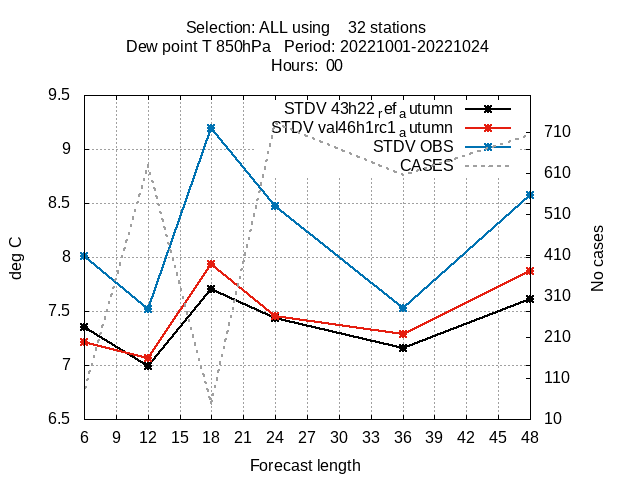 Selection: ALL using 32 stations
Dew point T 850hPa Period: 20221001-20221024
Hours: 00
STDV 43h22ref_autumn
STDV val46h1rc1_autumn
STDV OBS
CASES
9.5
9
8.5
8
7.5
7
6.5
710
610
510
410
310
210
110
10
deg C
No cases
6 9 12 15 18 21 24 27 30 33 36 39 42 45 48
Forecast length